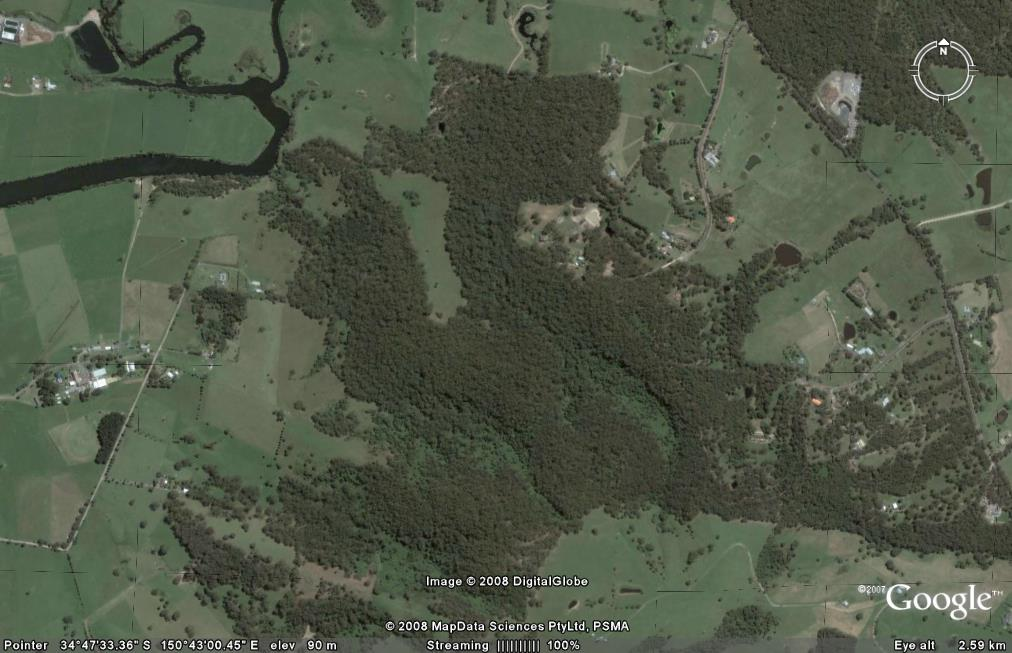 N
Image © 2008 DigitalGlobe
©2007 Google™
© 2008 MapData Sciences PtyLtd, PSMA
Pointer 34°47'33.36" S 150°43'00.45" E elev 90 m Streaming |||||||||| 100% Eye alt 2.59 km